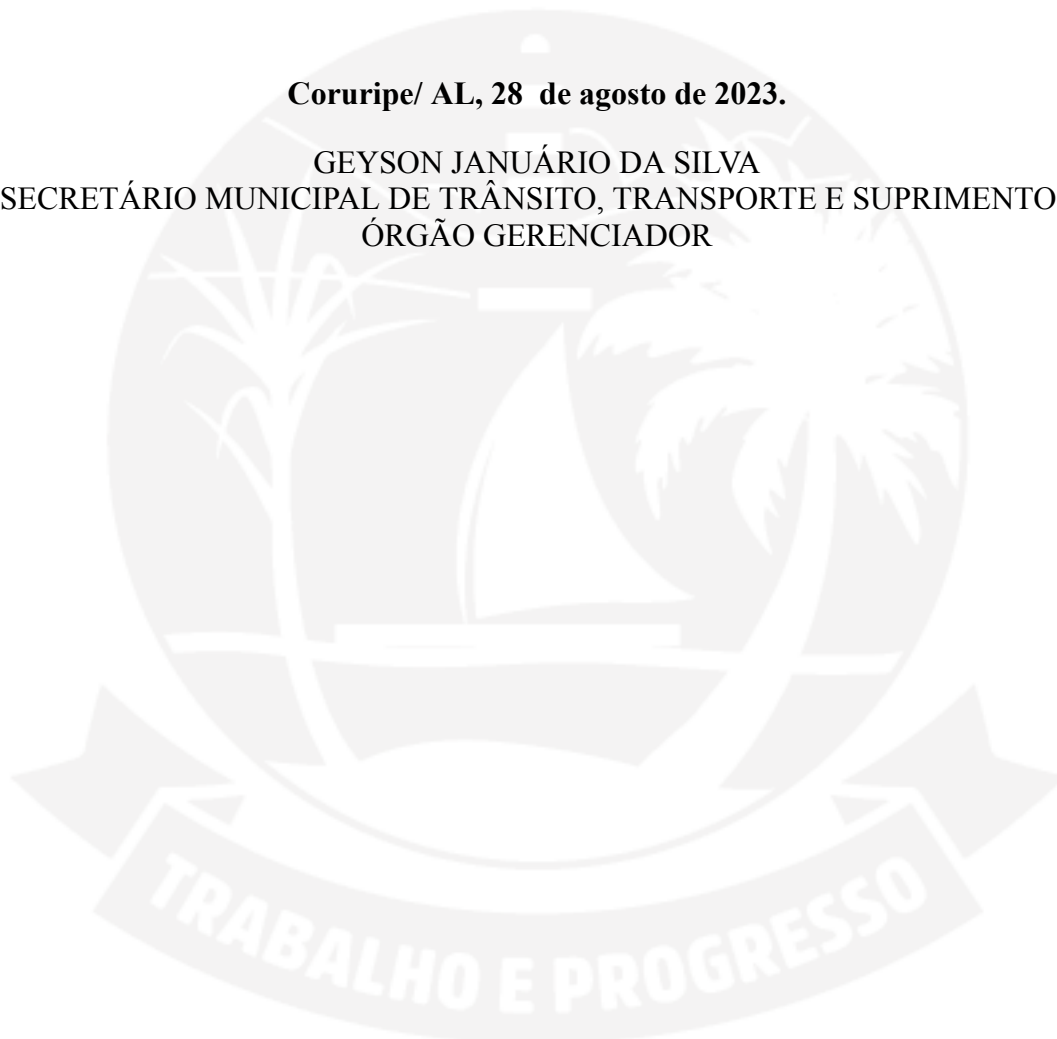 Coruripe/ AL, 28 de agosto de 2023.
GEYSON JANUÁRIO DA SILVA
SECRETÁRIO MUNICIPAL DE TRÂNSITO, TRANSPORTE E SUPRIMENTO
ÓRGÃO GERENCIADOR
TRABALHO E PROGRESSO